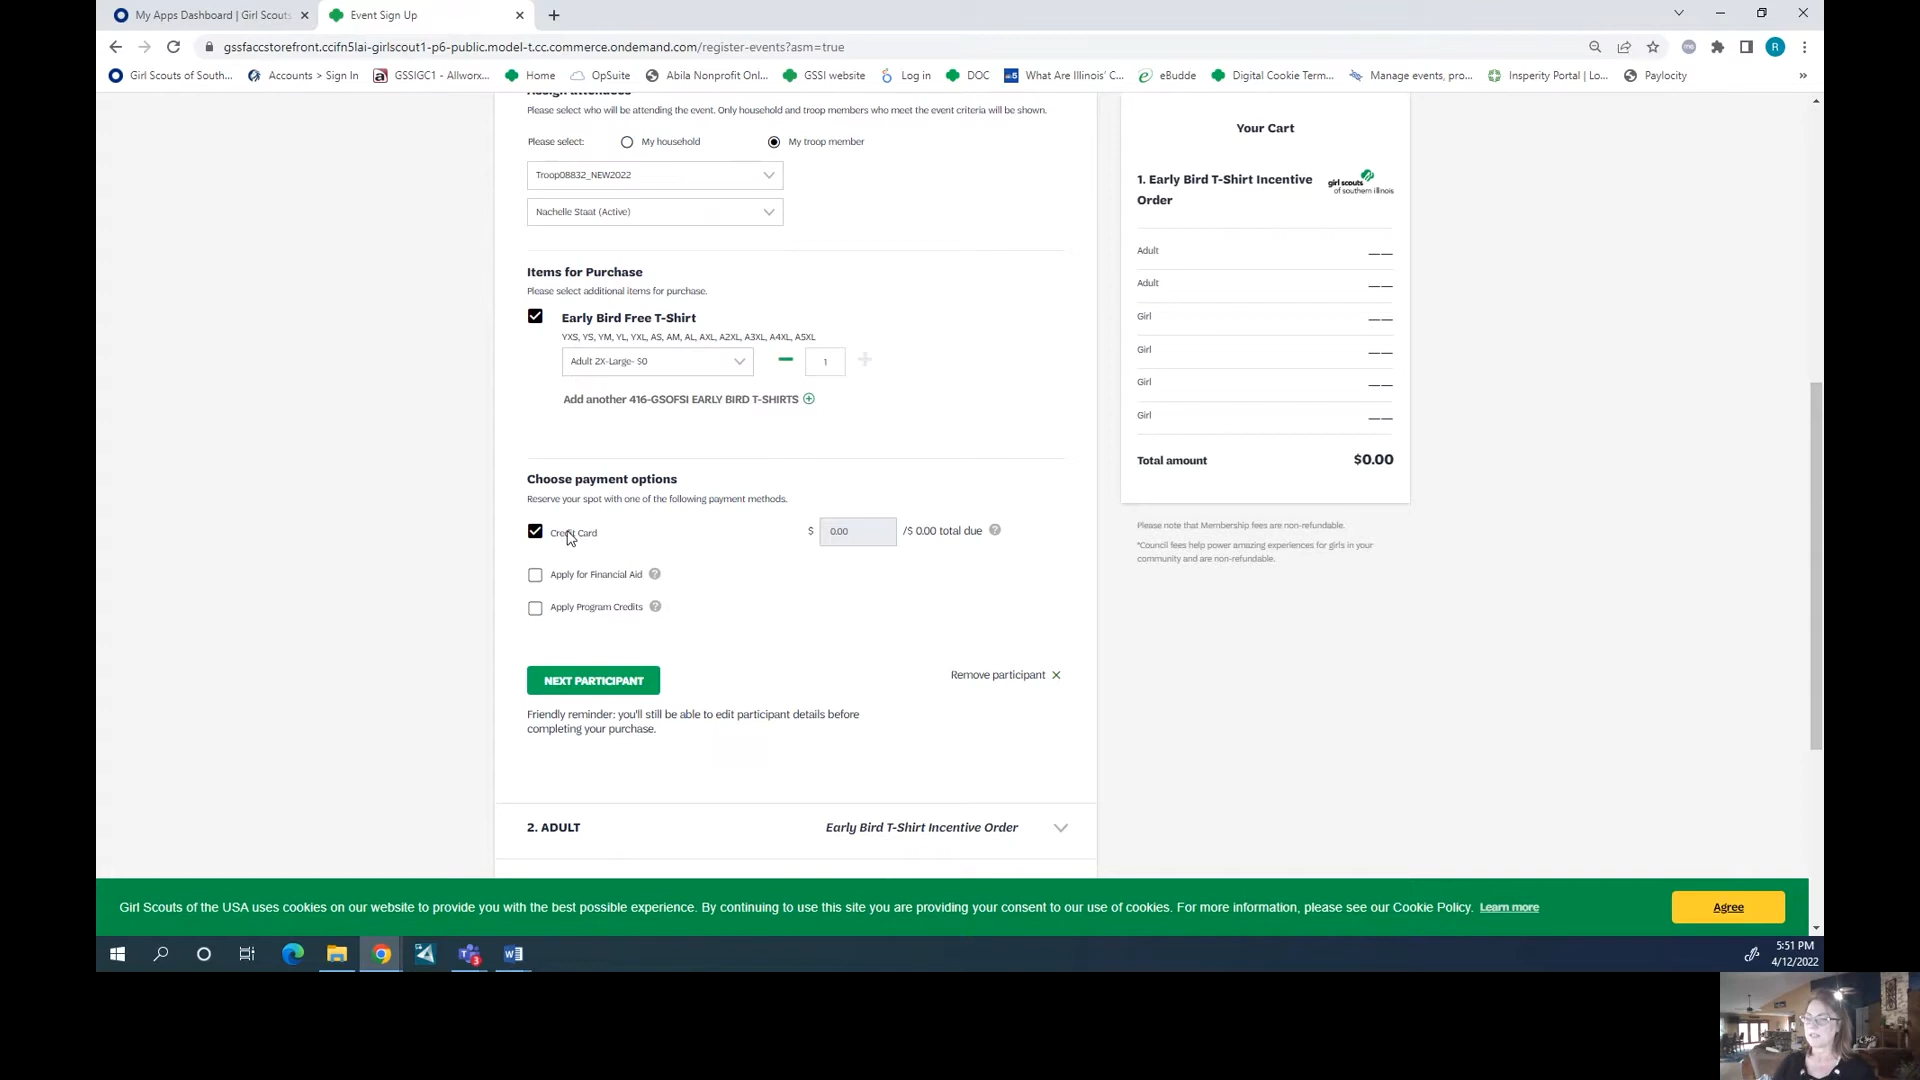 My Apps Dashboard | Girl Scouts
Event Sign Up
gssfaccstorefront.ccifn5lai-girlscout1-p6-public.model-t.cc.commerce.ondemand.com/register-events?asm=true
R
Girl Scouts of South...
Accounts > Sign In
GSSIGC1 - Allworx...
Home
OpSuite
Abila Nonprofit Onl...
GSSI website
Log in
DOC
What Are Illinois' C...
eBudde
Digital Cookie Term...
Manage events, pro...
Insperity Portal | Lo...
Paylocity
»
Assign attendees
Please select who will be attending the event. Only household and troop members who meet the event criteria will be shown.
Please select:
My household
My troop member
Troop08832_NEW2022
Nachelle Staat (Active)
Items for Purchase
Please select additional items for purchase.
Early Bird Free T-Shirt
YXS, YS, YM, YL, YXL, AS, AM, AL, AXL, A2XL, A3XL, A4XL, A5XL
Adult 2X-Large- $0
1
Add another 416-GSOFSI EARLY BIRD T-SHIRTS
Choose payment options
Reserve your spot with one of the following payment methods.
Credit Card
$ 0.00 /$ 0.00 total due ?
Apply for Financial Aid ?
Apply Program Credits ?
NEXT PARTICIPANT
Remove participant ×
Friendly reminder: you'll still be able to edit participant details before
completing your purchase.
2. ADULT
Early Bird T-Shirt Incentive Order
Your Cart
1. Early Bird T-Shirt Incentive
Order
girl scouts
of southern illinois
Adult
Adult
Girl
Girl
Girl
Girl
Total amount $0.00
Please note that Membership fees are non-refundable.
*Council fees help power amazing experiences for girls in your
community and are non-refundable.
Girl Scouts of the USA uses cookies on our website to provide you with the best possible experience. By continuing to use this site you are providing your consent to our use of cookies. For more information, please see our Cookie Policy. Learn more
Agree
5:51 PM
4/12/2022